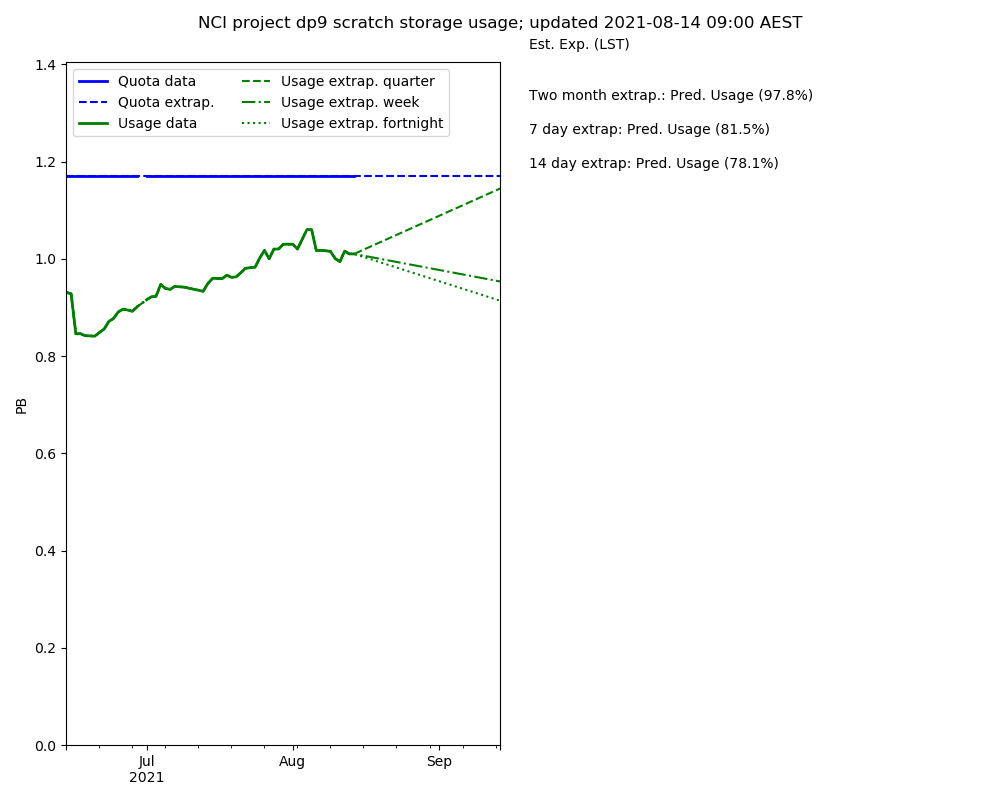 NCI project dp9 scratch storage usage; updated 2021-08-14 09:00 AEST
Est. Exp. (LST)
Two month extrap.: Pred. Usage (97.8%)
7 day extrap: Pred. Usage (81.5%)
14 day extrap: Pred. Usage (78.1%)
Quota data
Quota extrap.
Usage data
Usage extrap. quarter
Usage extrap. week
Usage extrap. fortnight
PB
1.4
1.2
1.0
0.8
0.6
0.4
0.2
0.0
Jul
2021
Aug
Sep